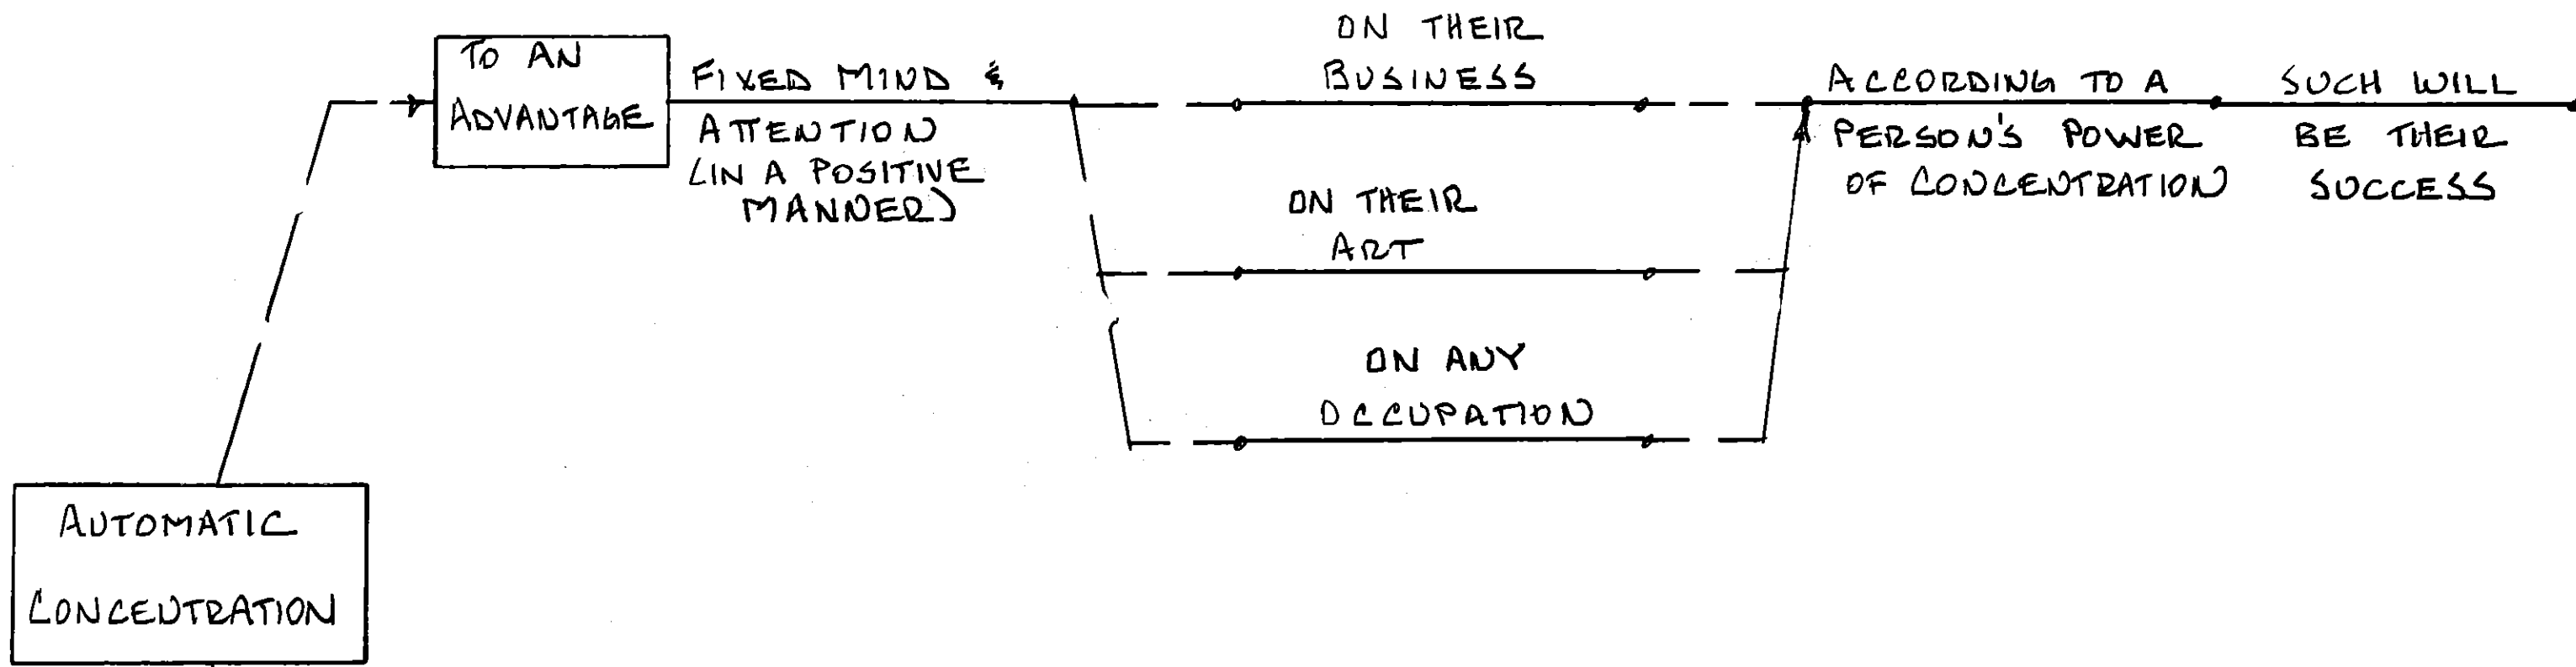 TO AN
ADVANTAGE
FIXED MIND &
ATTENTION
(IN A POSITIVE
MANNER)
ON THEIR
BUSINESS
ON THEIR
ART
ON ANY
OCCUPATION
ACCORDING TO A
PERSON'S POWER
OF CONCENTRATION
SUCH WILL
BE THEIR
SUCCESS
AUTOMATIC
CONCENTRATION